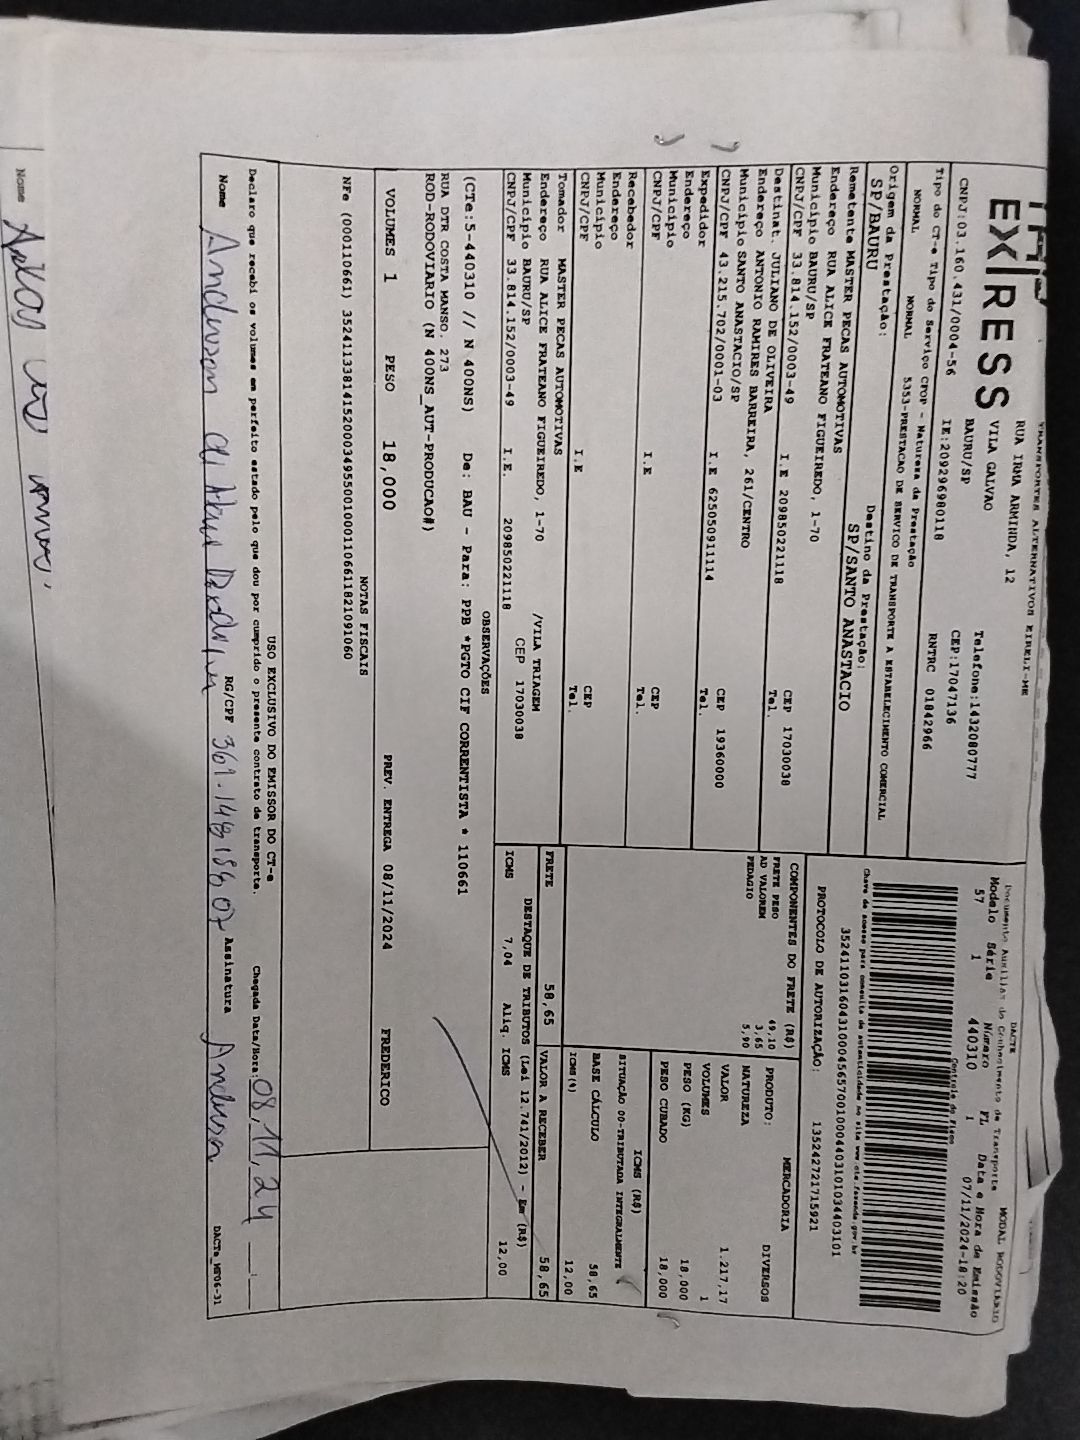 EX|RESS
TRANSPORTES ALTERNATIVOS EIRELI-ME
RUA IRMA ARMINDA, 12
VILA GALVAO
BAURU/SP
Telefone:1432080777
CEP:17047136
CNPJ:03.160.431/0004-56 IE:209296980118 RNTRC 01842966
Tipo do CT-e Tipo do Serviço CFOP - Natureza da Prestação
NORMAL NORMAL 5353-PRESTACAO DE SERVICO DE TRANSPORTE A ESTABELECIMENTO COMERCIAL
Origem da Prestação: Destino da Prestação:
SP/BAURU SP/SANTO ANASTACIO
DACTE
Documento Auxiliar do Conhecimento de Transporte MODAL RODOVIÁRIO
Modelo Série Número FL Data e Hora de Emissão
57 1 440310 1 07/11/2024-18:20
Controle do Fisco
Chave de acesso para consulta de autenticidade no site www.cte.fazenda.gov.br
35241103160431000456570010004403101034403101
PROTOCOLO DE AUTORIZAÇÃO: 135242721715921
Remetente MASTER PECAS AUTOMOTIVAS
Endereço RUA ALICE FRATEANO FIGUEIREDO, 1-70
Município BAURU/SP CEP 17030038
CNPJ/CPF 33.814.152/0003-49 I.E 209850221118 Tel.
Destinat. JULIANO DE OLIVEIRA
Endereço ANTONIO RAMIRES BARREIRA, 261/CENTRO
Município SANTO ANASTACIO/SP CEP 19360000
CNPJ/CPF 43.215.702/0001-03 I.E 625050911114 Tel.
Expedidor
Endereço
Município CEP
CNPJ/CPF I.E Tel.
Recebedor
Endereço
Município CEP
CNPJ/CPF I.E Tel.
Tomador MASTER PECAS AUTOMOTIVAS
Endereço RUA ALICE FRATEANO FIGUEIREDO, 1-70 /VILA TRIAGEM
Município BAURU/SP CEP 17030038
CNPJ/CPF 33.814.152/0003-49 I.E. 209850221118
COMPONENTES DO FRETE (R$)
FRETE PESO 49,10
AD VALOREM 3,65
PEDAGIO 5,90
MERCADORIA
PRODUTO: DIVERSOS
NATUREZA
VALOR 1.217,17
VOLUMES 1
PESO (KG) 18,000
PESO CUBADO 18,000
ICMS (R$)
SITUAÇÃO 00-TRIBUTADA INTEGRALMENTE
BASE CÁLCULO 58,65
ICMS(%) 12,00
FRETE 58,65 VALOR A RECEBER 58,65
DESTAQUE DE TRIBUTOS (Lei 12.741/2012) - Em (R$)
ICMS 7,04 Aliq. ICMS 12,00
OBSERVAÇÕES
(CTe:5-440310 // N 400NS) De: BAU - Para: PPB *PGTO CIF CORRENTISTA * 110661
RUA DTR COSTA MANSO, 273
ROD-RODOVIARIO (N 400NS_AUT-PRODUCAO#)
VOLUMES 1 PESO 18,000 PREV. ENTREGA 08/11/2024 FREDERICO
NOTAS FISCAIS
NFe (000110661) 35241133814152000349550010001106611821091060
USO EXCLUSIVO DO EMISSOR DO CT-e
Declaro que recebi os volumes em perfeito estado pelo que dou por cumprido o presente contrato de transporte. Chegada Data/Hora: 08,11,24
Nome Anderson RG/CPF Assinatura Anderson
DACTe_MF06-31
Nome